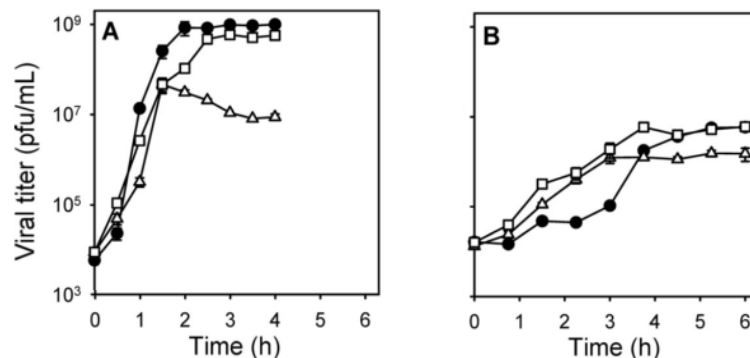 A
B
Viral titer (pfu/mL)
10⁹
10⁷
10⁵
10³
0 1 2 3 4 5 6
0 1 2 3 4 5 6
Time (h)
Time (h)